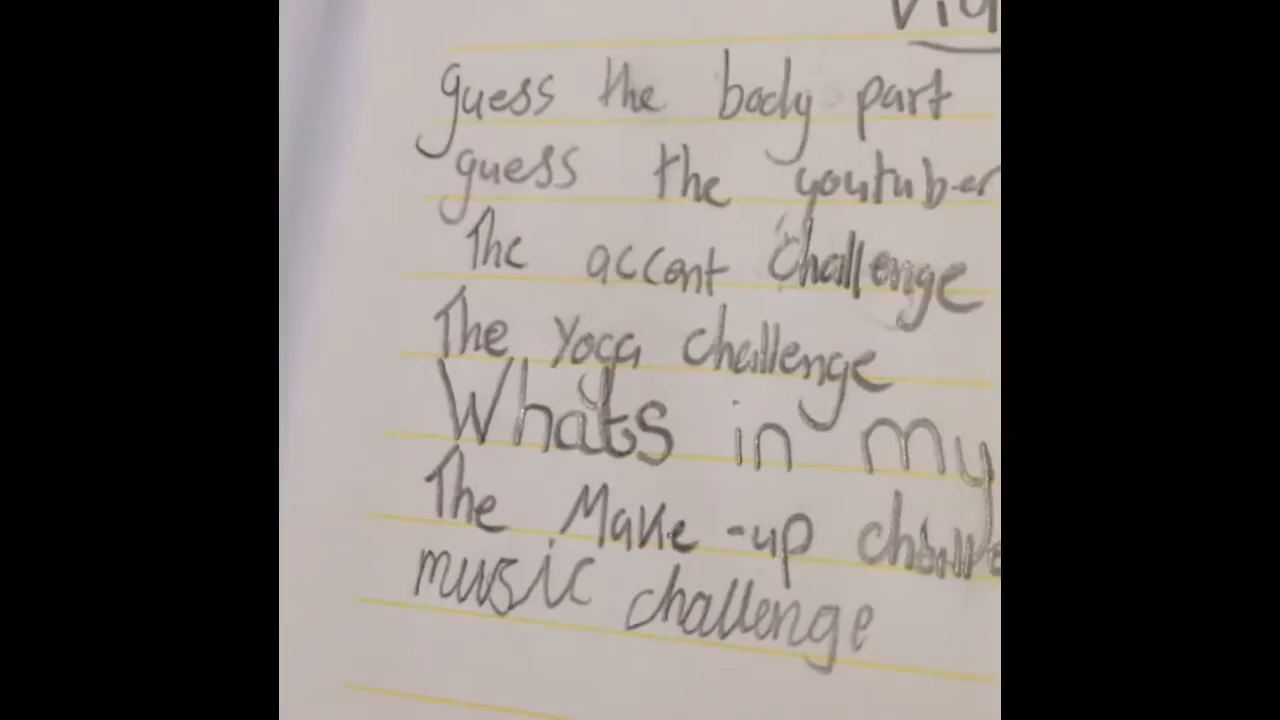 guess the body part
guess the youtuber
The accent challenge
The Yoga challenge
Whats in my
The Make-up
music challenge